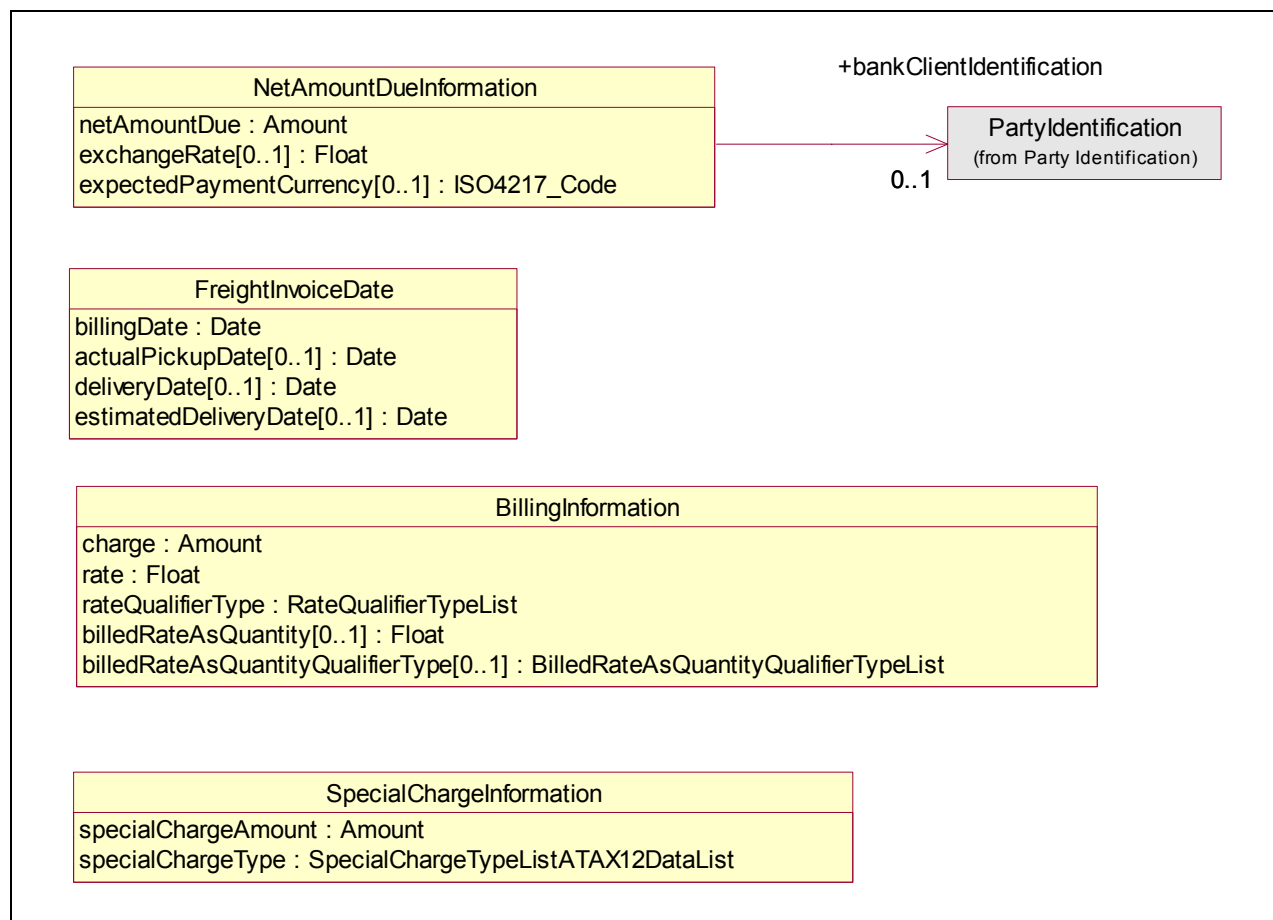 +bankClientIdentification
NetAmountDueInformation
netAmountDue : Amount
exchangeRate[0..1] : Float
expectedPaymentCurrency[0..1] : ISO4217_Code
PartyIdentification
(from Party Identification)
0..1
FreightInvoiceDate
billingDate : Date
actualPickupDate[0..1] : Date
deliveryDate[0..1] : Date
estimatedDeliveryDate[0..1] : Date
BillingInformation
charge : Amount
rate : Float
rateQualifierType : RateQualifierTypeList
billedRateAsQuantity[0..1] : Float
billedRateAsQuantityQualifierType[0..1] : BilledRateAsQuantityQualifierTypeList
SpecialChargeInformation
specialChargeAmount : Amount
specialChargeType : SpecialChargeTypeListATAX12DataList